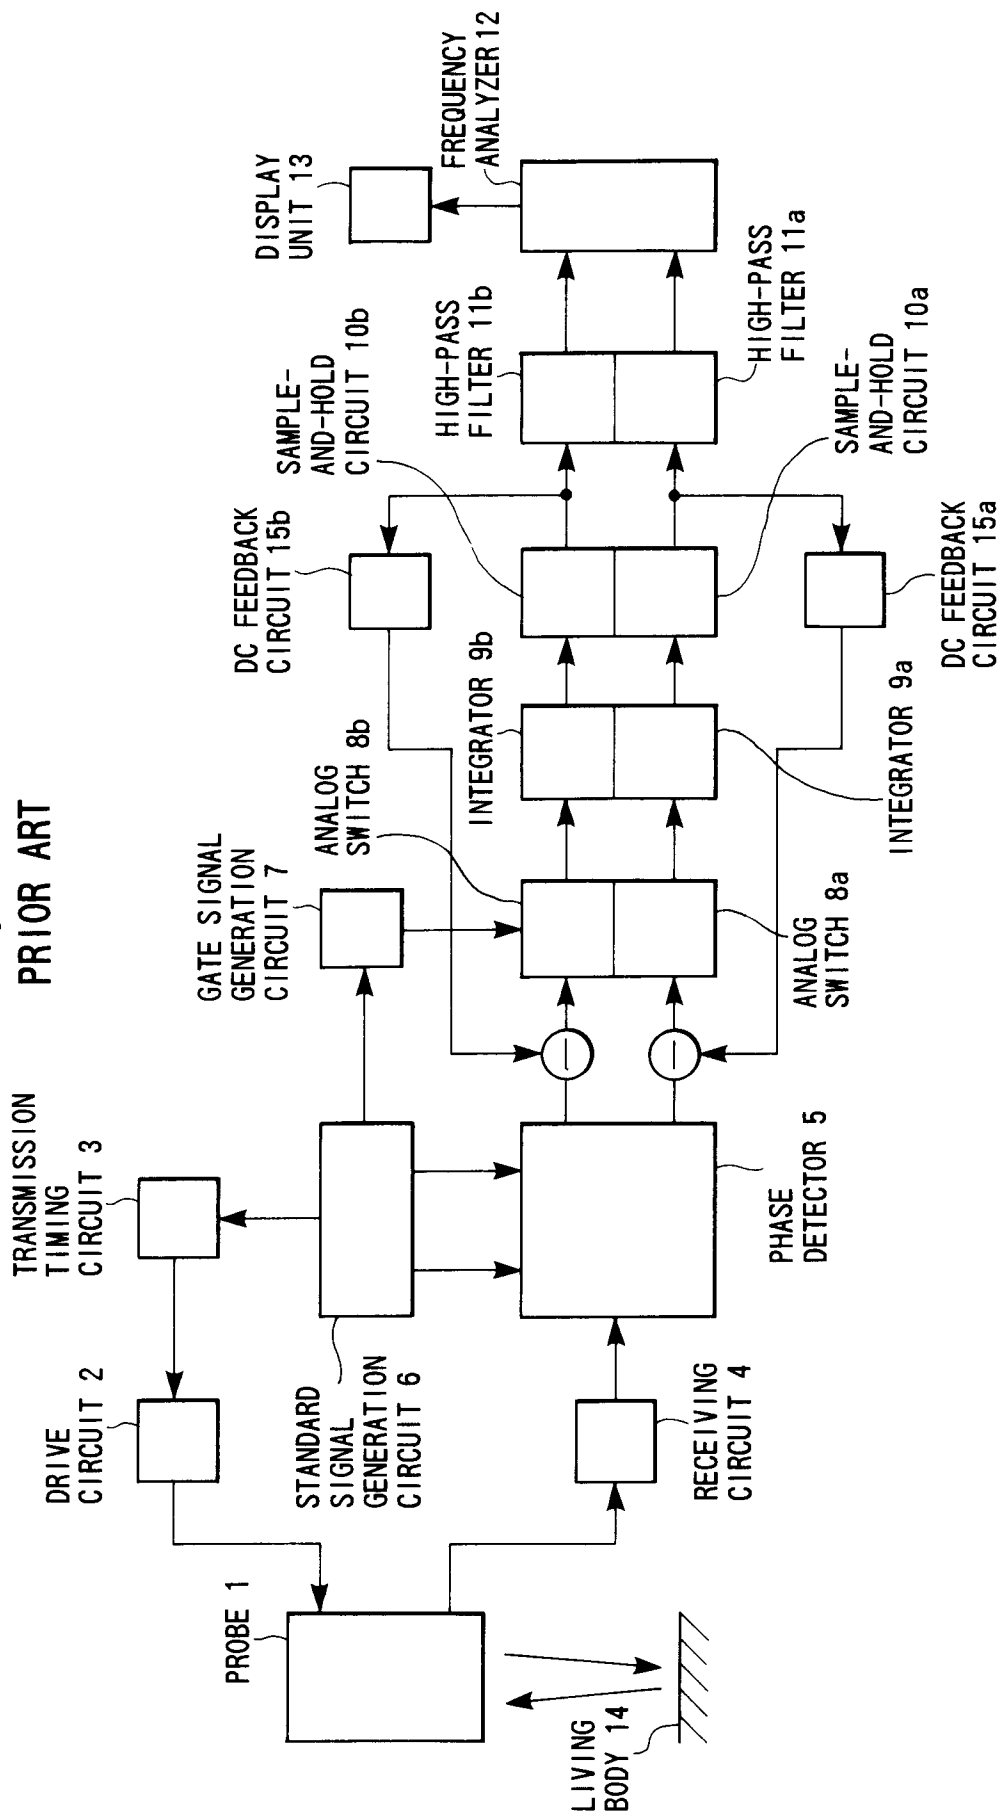 PRIOR ART
TRANSMISSION
TIMING
CIRCUIT 3
DRIVE
CIRCUIT 2
PROBE 1
LIVING
BODY 14
STANDARD
SIGNAL
GENERATION
CIRCUIT 6
RECEIVING
CIRCUIT 4
PHASE
DETECTOR 5
GATE SIGNAL
GENERATION
CIRCUIT 7
ANALOG
SWITCH 8b
ANALOG
SWITCH 8a
INTEGRATOR 9b
INTEGRATOR 9a
DC FEEDBACK
CIRCUIT 15b
DC FEEDBACK
CIRCUIT 15a
SAMPLE-
AND-HOLD
CIRCUIT 10b
SAMPLE-
AND-HOLD
CIRCUIT 10a
HIGH-PASS
FILTER 11b
HIGH-PASS
FILTER 11a
DISPLAY
UNIT 13
FREQUENCY
ANALYZER 12